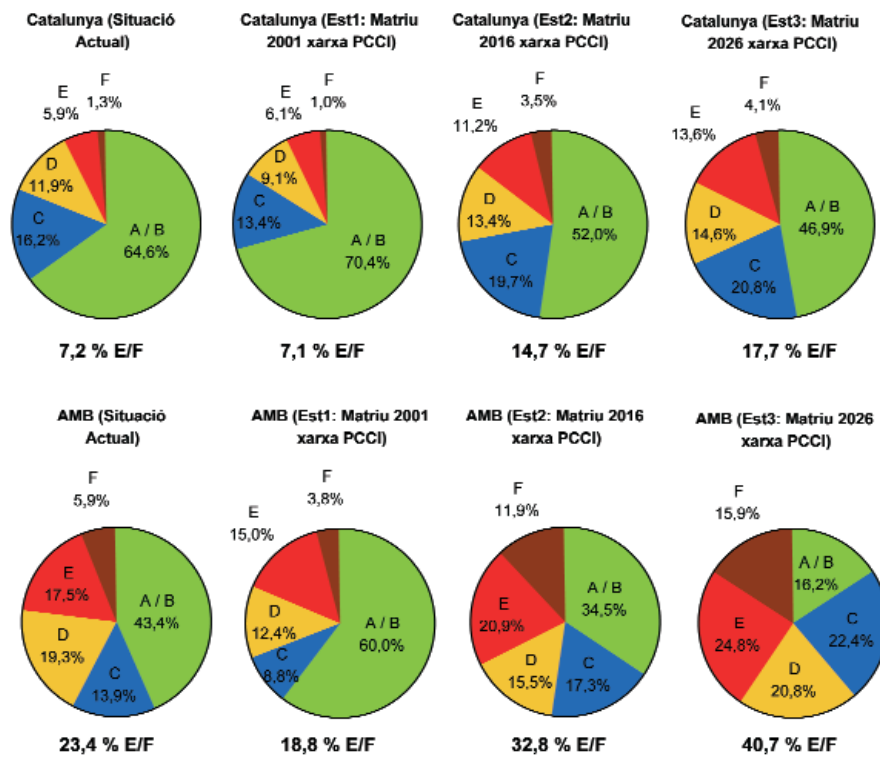 Catalunya (Situació
Actual)
F
E
1,3%
5,9%
D
11,9%
C
16,2%
A / B
64,6%
7,2 % E/F
Catalunya (Est1: Matriu
2001 xarxa PCCI)
F
E
1,0%
6,1%
D
9,1%
C
13,4%
A / B
70,4%
7,1 % E/F
Catalunya (Est2: Matriu
2016 xarxa PCCI)
F
E
3,5%
11,2%
D
13,4%
A / B
52,0%
C
19,7%
14,7 % E/F
Catalunya (Est3: Matriu
2026 xarxa PCCI)
F
4,1%
E
13,6%
D
14,6%
A / B
46,9%
C
20,8%
17,7 % E/F
AMB (Situació
Actual)
F
5,9%
E
17,5%
A / B
43,4%
D
19,3%
C
13,9%
23,4 % E/F
AMB (Est1: Matriu 2001
xarxa PCCI)
F
3,8%
E
15,0%
D
12,4%
A / B
60,0%
C
8,8%
18,8 % E/F
AMB (Est2: Matriu 2016
xarxa PCCI)
F
11,9%
A / B
34,5%
E
20,9%
D
15,5%
C
17,3%
32,8 % E/F
AMB (Est3: Matriu 2026
xarxa PCCI)
F
15,9%
A / B
16,2%
E
24,8%
C
22,4%
D
20,8%
40,7 % E/F